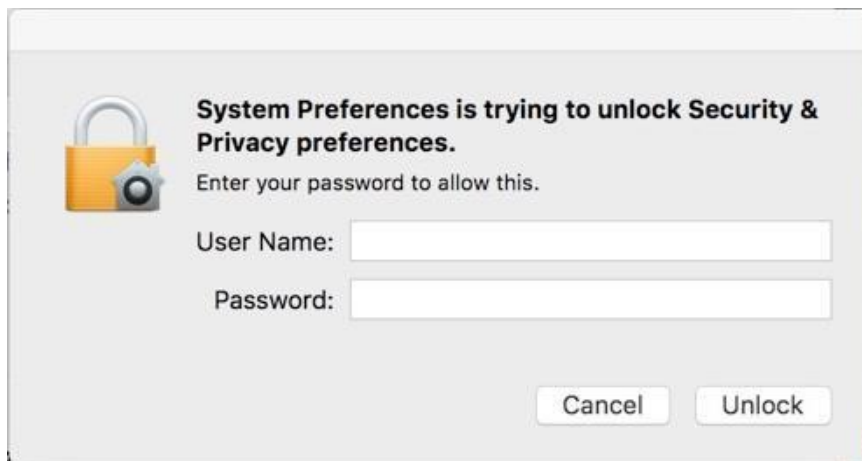 System Preferences is trying to unlock Security &
Privacy preferences.
Enter your password to allow this.
User Name:
Password:
Cancel
Unlock